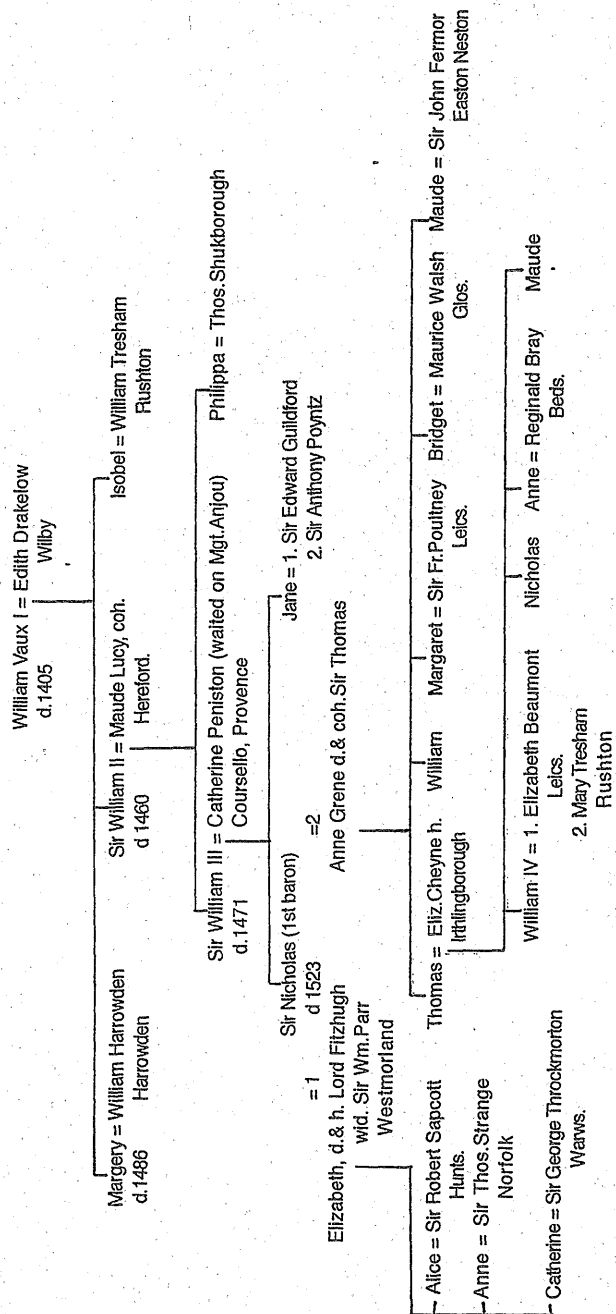 William Vaux I = Edith Drakelow
d.1405 Wilby
Margery = William Harrowden
d.1486 Harrowden
Sir William II = Maude Lucy, coh.
d 1460 Hereford.
Isobel = William Tresham
Rushton
Sir William III = Catherine Peniston (waited on Mgt.Anjou)
d.1471 Coursello, Provence
Philippa = Thos.Shukborough
Sir Nicholas (1st baron)
d 1523
Jane = 1. Sir Edward Guildford
2. Sir Anthony Poyntz
= 1
Elizabeth, d.& h. Lord Fitzhugh
wid. Sir Wm.Parr
Westmorland
=2
Anne Grene d.& coh.Sir Thomas
Alice = Sir Robert Sapcott
Hunts.
Anne = Sir Thos.Strange
Norfolk
Catherine = Sir George Throckmorton
Warws.
Thomas = Eliz.Cheyne h.
Irthlingborough
William
Margaret = Sir Fr.Poultney
Leics.
Bridget = Maurice Walsh
Glos.
Maude = Sir John Fermor
Easton Neston
William IV = 1. Elizabeth Beaumont
Leics.
2. Mary Tresham
Rushton
Nicholas
Anne = Reginald Bray
Beds.
Maude